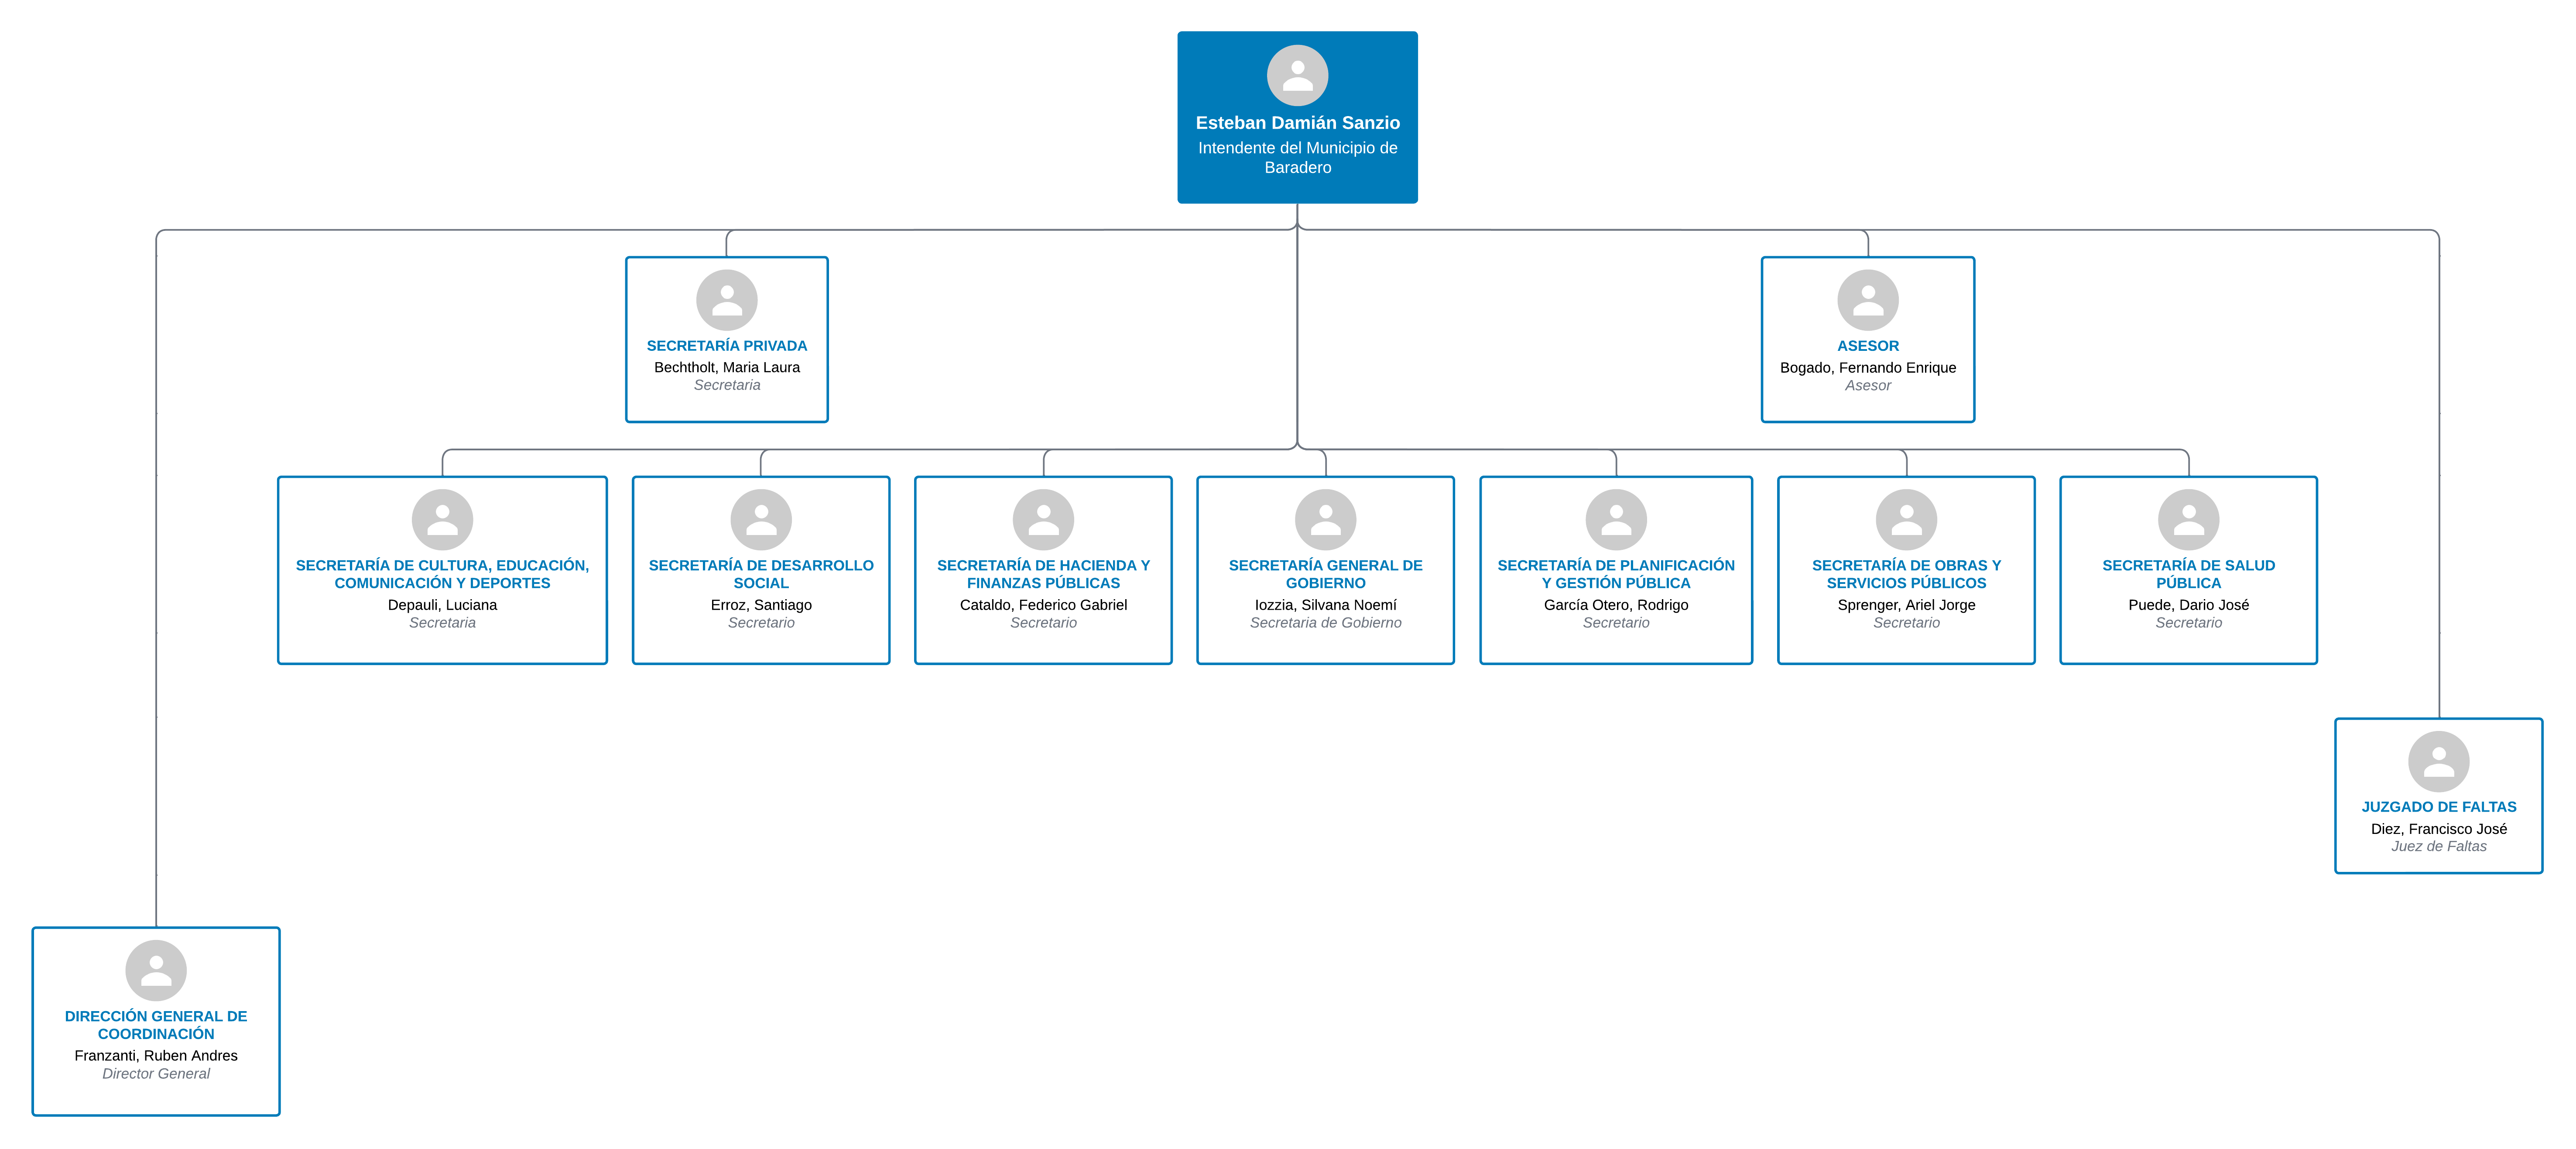 Esteban Damián Sanzio
Intendente del Municipio de
Baradero
SECRETARÍA PRIVADA
Bechtholt, Maria Laura
Secretaria
ASESOR
Bogado, Fernando Enrique
Asesor
SECRETARÍA DE CULTURA, EDUCACIÓN,
COMUNICACIÓN Y DEPORTES
Depauli, Luciana
Secretaria
SECRETARÍA DE DESARROLLO
SOCIAL
Erroz, Santiago
Secretario
SECRETARÍA DE HACIENDA Y
FINANZAS PÚBLICAS
Cataldo, Federico Gabriel
Secretario
SECRETARÍA GENERAL DE
GOBIERNO
Iozzia, Silvana Noemí
Secretaria de Gobierno
SECRETARÍA DE PLANIFICACIÓN
Y GESTIÓN PÚBLICA
García Otero, Rodrigo
Secretario
SECRETARÍA DE OBRAS Y
SERVICIOS PÚBLICOS
Sprenger, Ariel Jorge
Secretario
SECRETARÍA DE SALUD
PÚBLICA
Puede, Dario José
Secretario
JUZGADO DE FALTAS
Diez, Francisco José
Juez de Faltas
DIRECCIÓN GENERAL DE
COORDINACIÓN
Franzanti, Ruben Andres
Director General